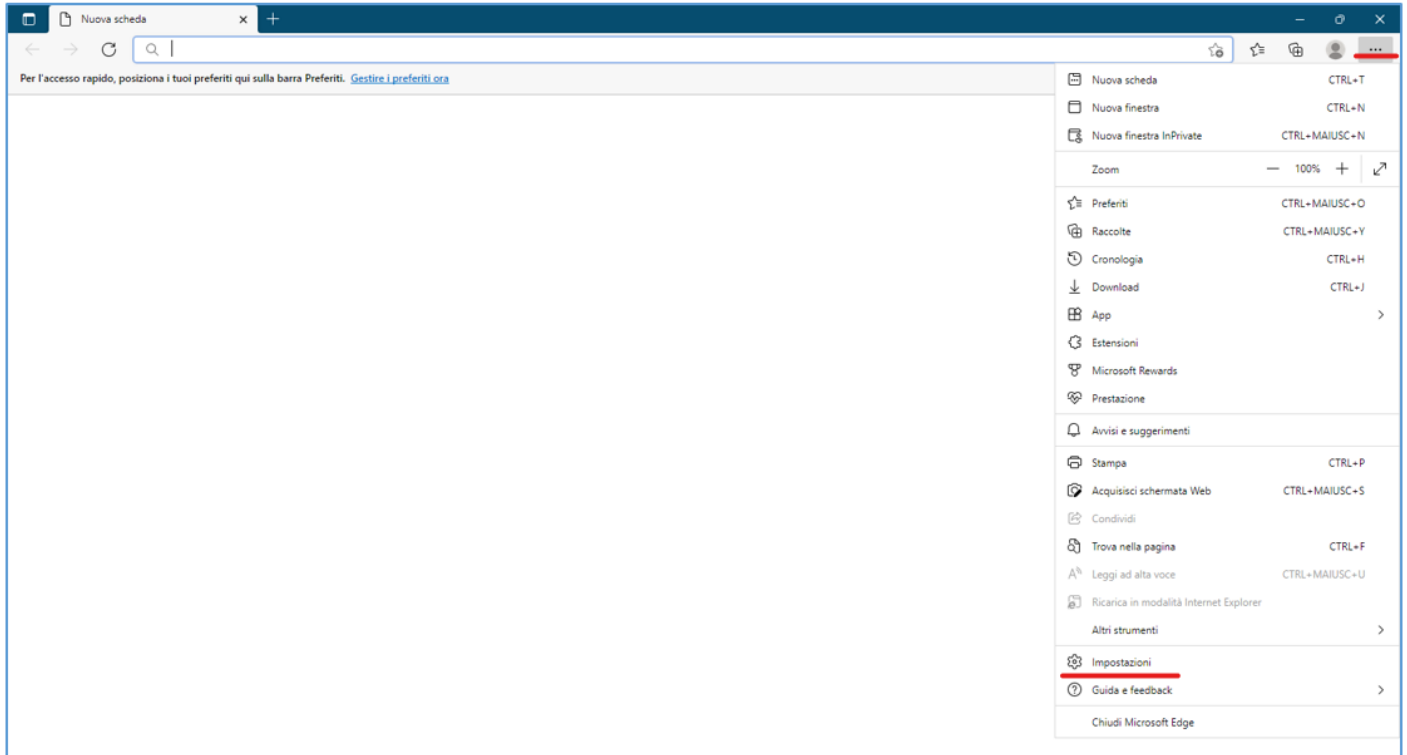 Nuova scheda
Per l'accesso rapido, posiziona i tuoi preferiti qui sulla barra Preferiti. Gestire i preferiti ora
Nuova scheda CTRL+T
Nuova finestra CTRL+N
Nuova finestra InPrivate CTRL+MAIUSC+N
Zoom — 100% +
Preferiti CTRL+MAIUSC+O
Raccolte CTRL+MAIUSC+Y
Cronologia CTRL+H
Download CTRL+J
App
Estensioni
Microsoft Rewards
Prestazione
Avvisi e suggerimenti
Stampa CTRL+P
Acquisisci schermata Web CTRL+MAIUSC+S
Condividi
Trova nella pagina CTRL+F
Leggi ad alta voce CTRL+MAIUSC+U
Ricarica in modalità Internet Explorer
Altri strumenti
Impostazioni
Guida e feedback
Chiudi Microsoft Edge